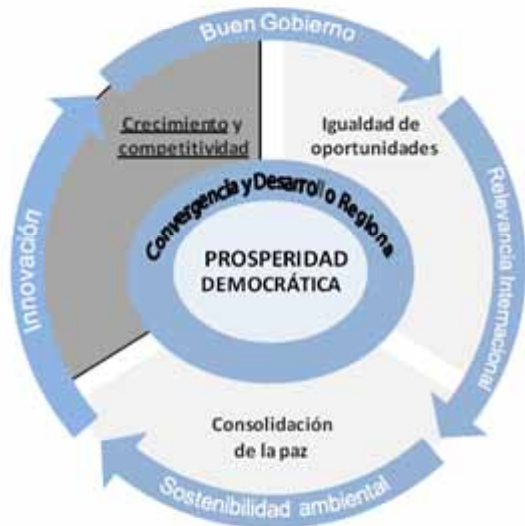 Buen Gobierno
Crecimiento y
competitividad
Igualdad de
oportunidades
Convergencia y Desarrollo Regiona
PROSPERIDAD
DEMOCRÁTICA
Innovación
Relevancia Internacional
Consolidación
de la paz
Sostenibilidad ambiental